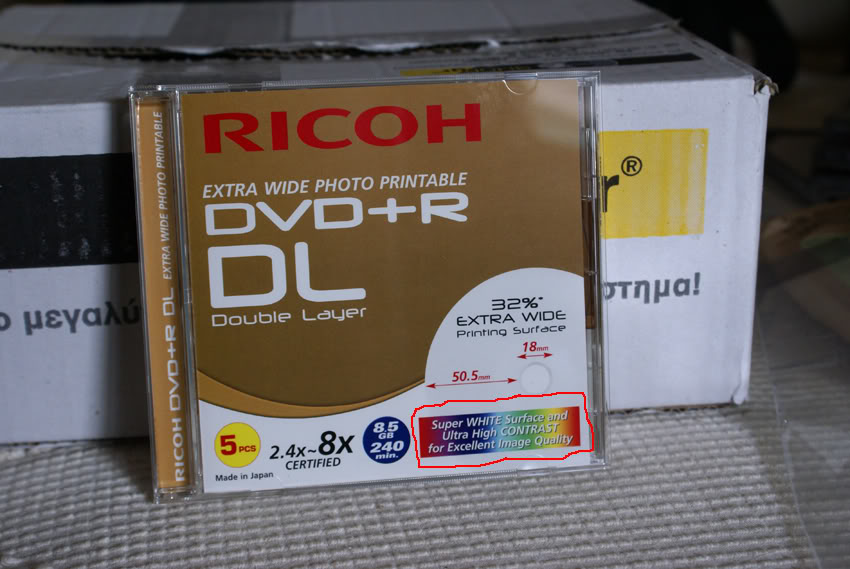 RICOH
EXTRA WIDE PHOTO PRINTABLE
DVD+R
DL
Double Layer
32%*
EXTRA WIDE
Printing Surface
18mm
50.5mm
Super WHITE Surface and
Ultra High CONTRAST
for Excellent Image Quality
5PCS
2.4x~8x
CERTIFIED
8.5
GB
240
min.
Made in Japan
RICOH DVD+R DL EXTRA WIDE PHOTO PRINTABLE
r®
ο μεγαλύ
στημα!